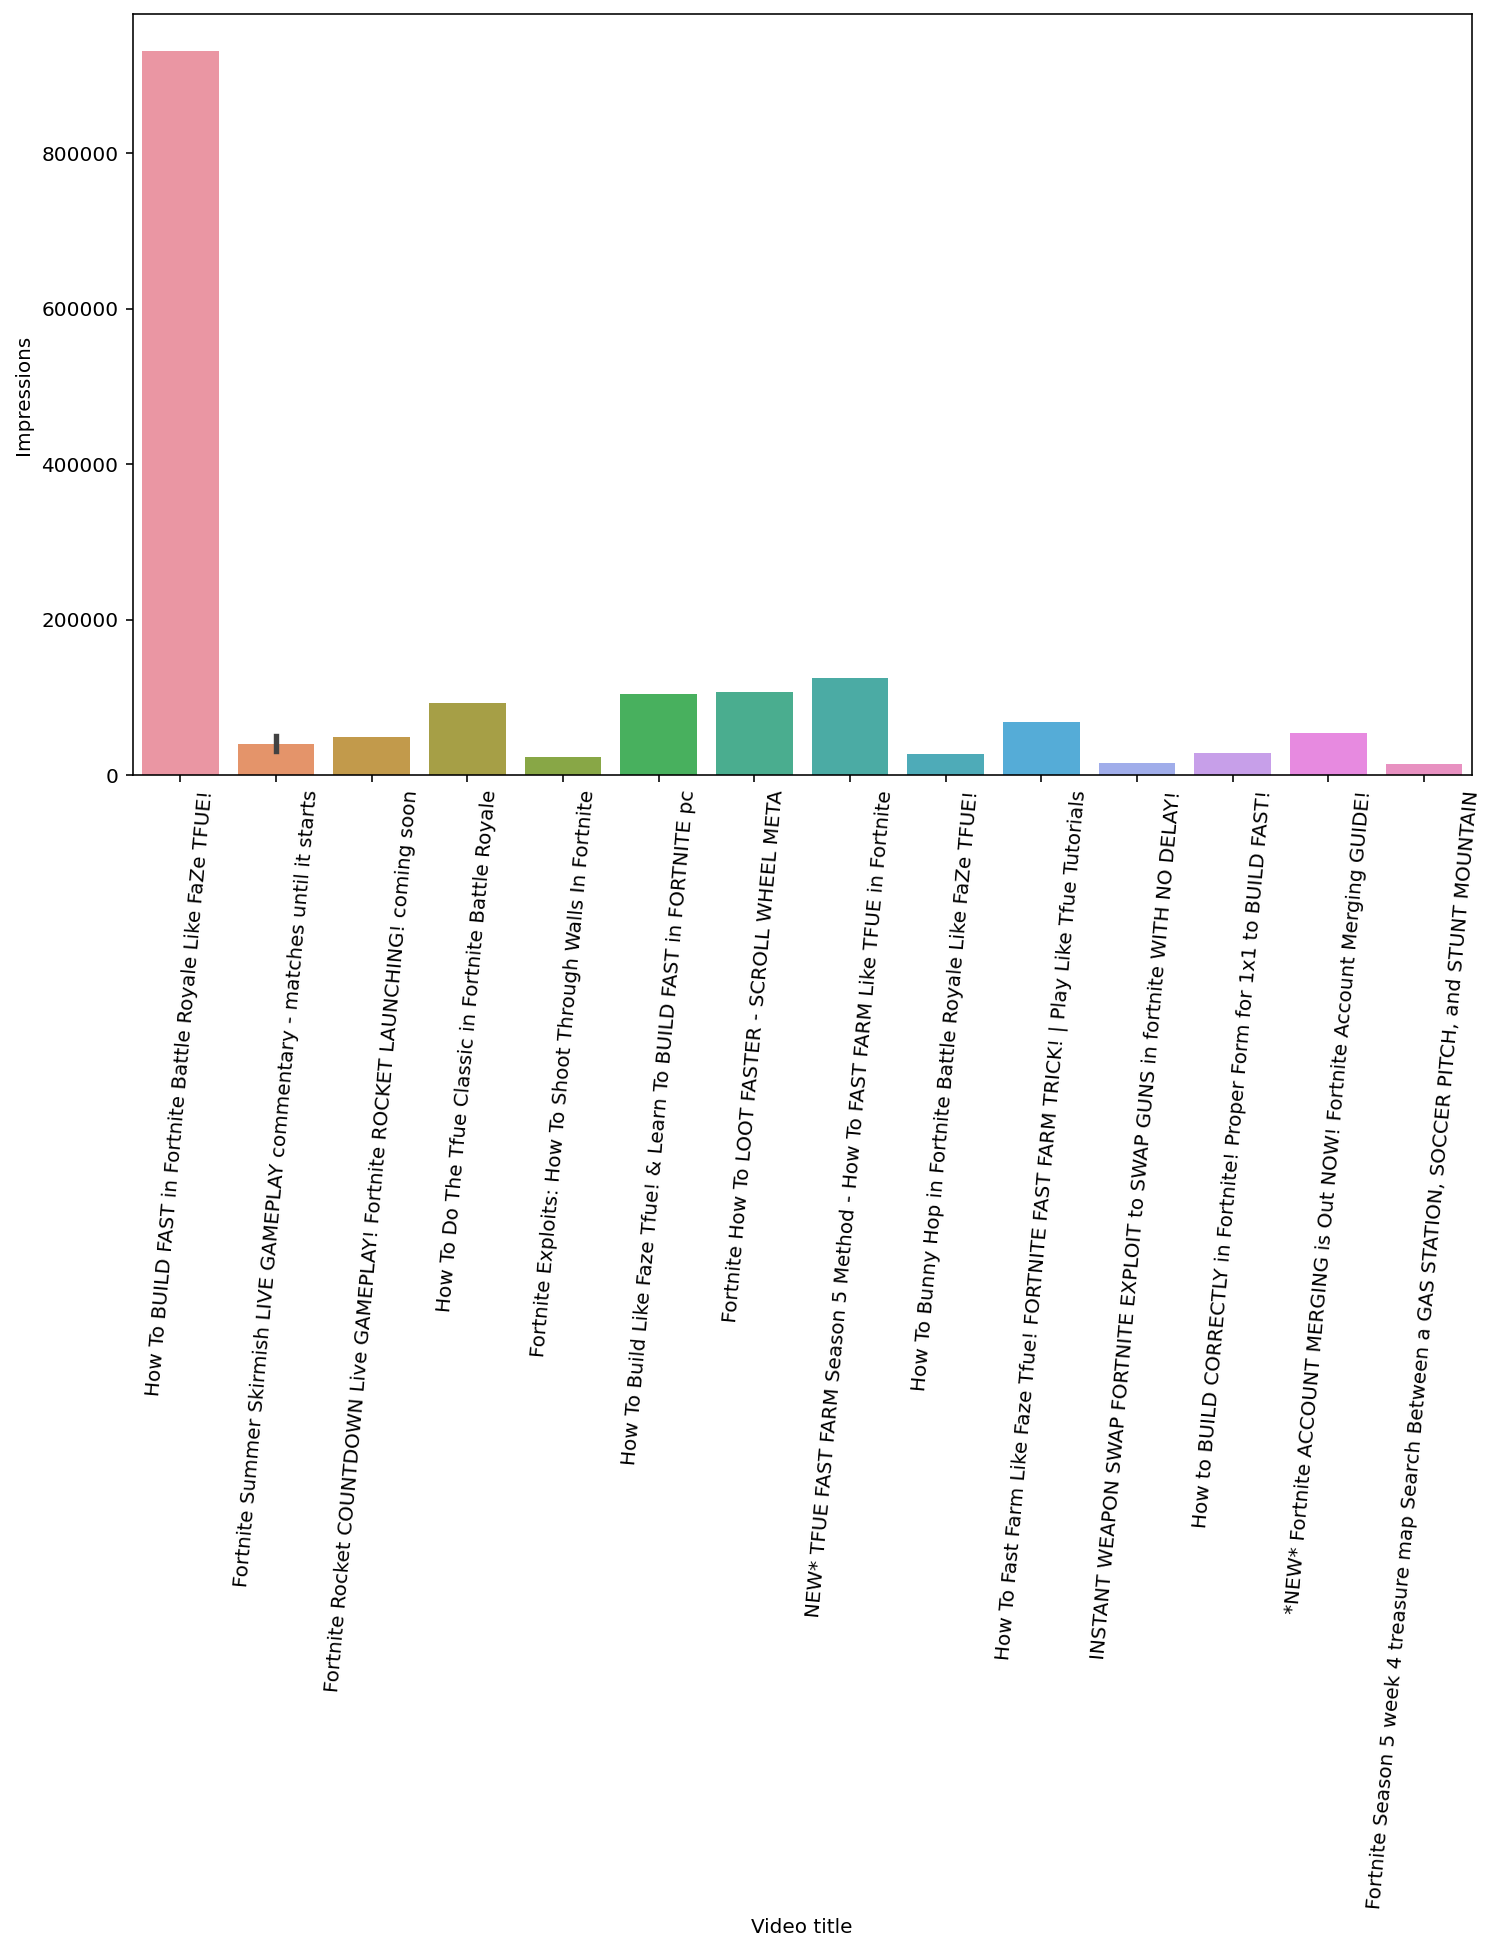 800000
600000
400000
200000
0
Impressions
How To BUILD FAST in Fortnite Battle Royale Like FaZe TFUE!
Fortnite Summer Skirmish LIVE GAMEPLAY commentary - matches until it starts
Fortnite Rocket COUNTDOWN Live GAMEPLAY! Fortnite ROCKET LAUNCHING! coming soon
How To Do The Tfue Classic in Fortnite Battle Royale
Fortnite Exploits: How To Shoot Through Walls In Fortnite
How To Build Like Faze Tfue! & Learn To BUILD FAST in FORTNITE pc
Fortnite How To LOOT FASTER - SCROLL WHEEL META
NEW* TFUE FAST FARM Season 5 Method - How To FAST FARM Like TFUE in Fortnite
How To Bunny Hop in Fortnite Battle Royale Like FaZe TFUE!
How To Fast Farm Like Faze Tfue! FORTNITE FAST FARM TRICK! | Play Like Tfue Tutorials
INSTANT WEAPON SWAP FORTNITE EXPLOIT to SWAP GUNS in fortnite WITH NO DELAY!
How to BUILD CORRECTLY in Fortnite! Proper Form for 1x1 to BUILD FAST!
*NEW* Fortnite ACCOUNT MERGING is Out NOW! Fortnite Account Merging GUIDE!
Fortnite Season 5 week 4 treasure map Search Between a GAS STATION, SOCCER PITCH, and STUNT MOUNTAIN
Video title